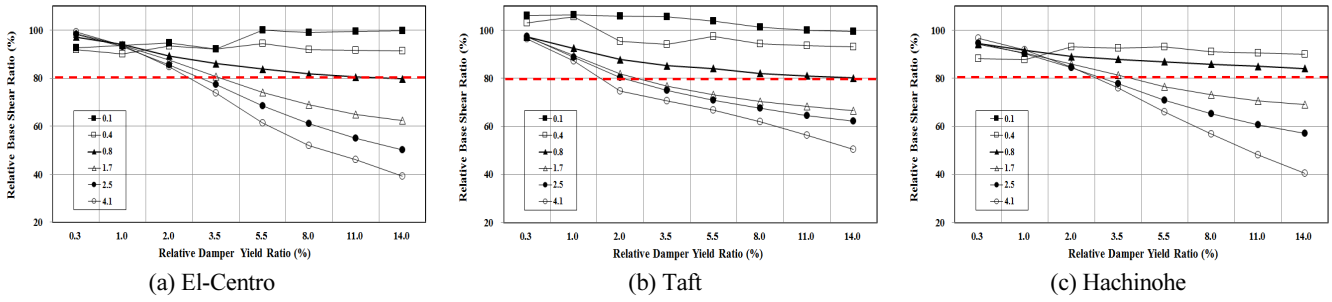 Relative Base Shear Ratio (%)
100
80
60
40
20
0.1
0.4
0.8
1.7
2.5
4.1
0.3 1.0 2.0 3.5 5.5 8.0 11.0 14.0
Relative Damper Yield Ratio (%)
(a) El-Centro
Relative Base Shear Ratio (%)
100
80
60
40
20
0.1
0.4
0.8
1.7
2.5
4.1
0.3 1.0 2.0 3.5 5.5 8.0 11.0 14.0
Relative Damper Yield Ratio (%)
(b) Taft
Relative Base Shear Ratio (%)
100
80
60
40
20
0.1
0.4
0.8
1.7
2.5
4.1
0.3 1.0 2.0 3.5 5.5 8.0 11.0 14.0
Relative Damper Yield Ratio (%)
(c) Hachinohe